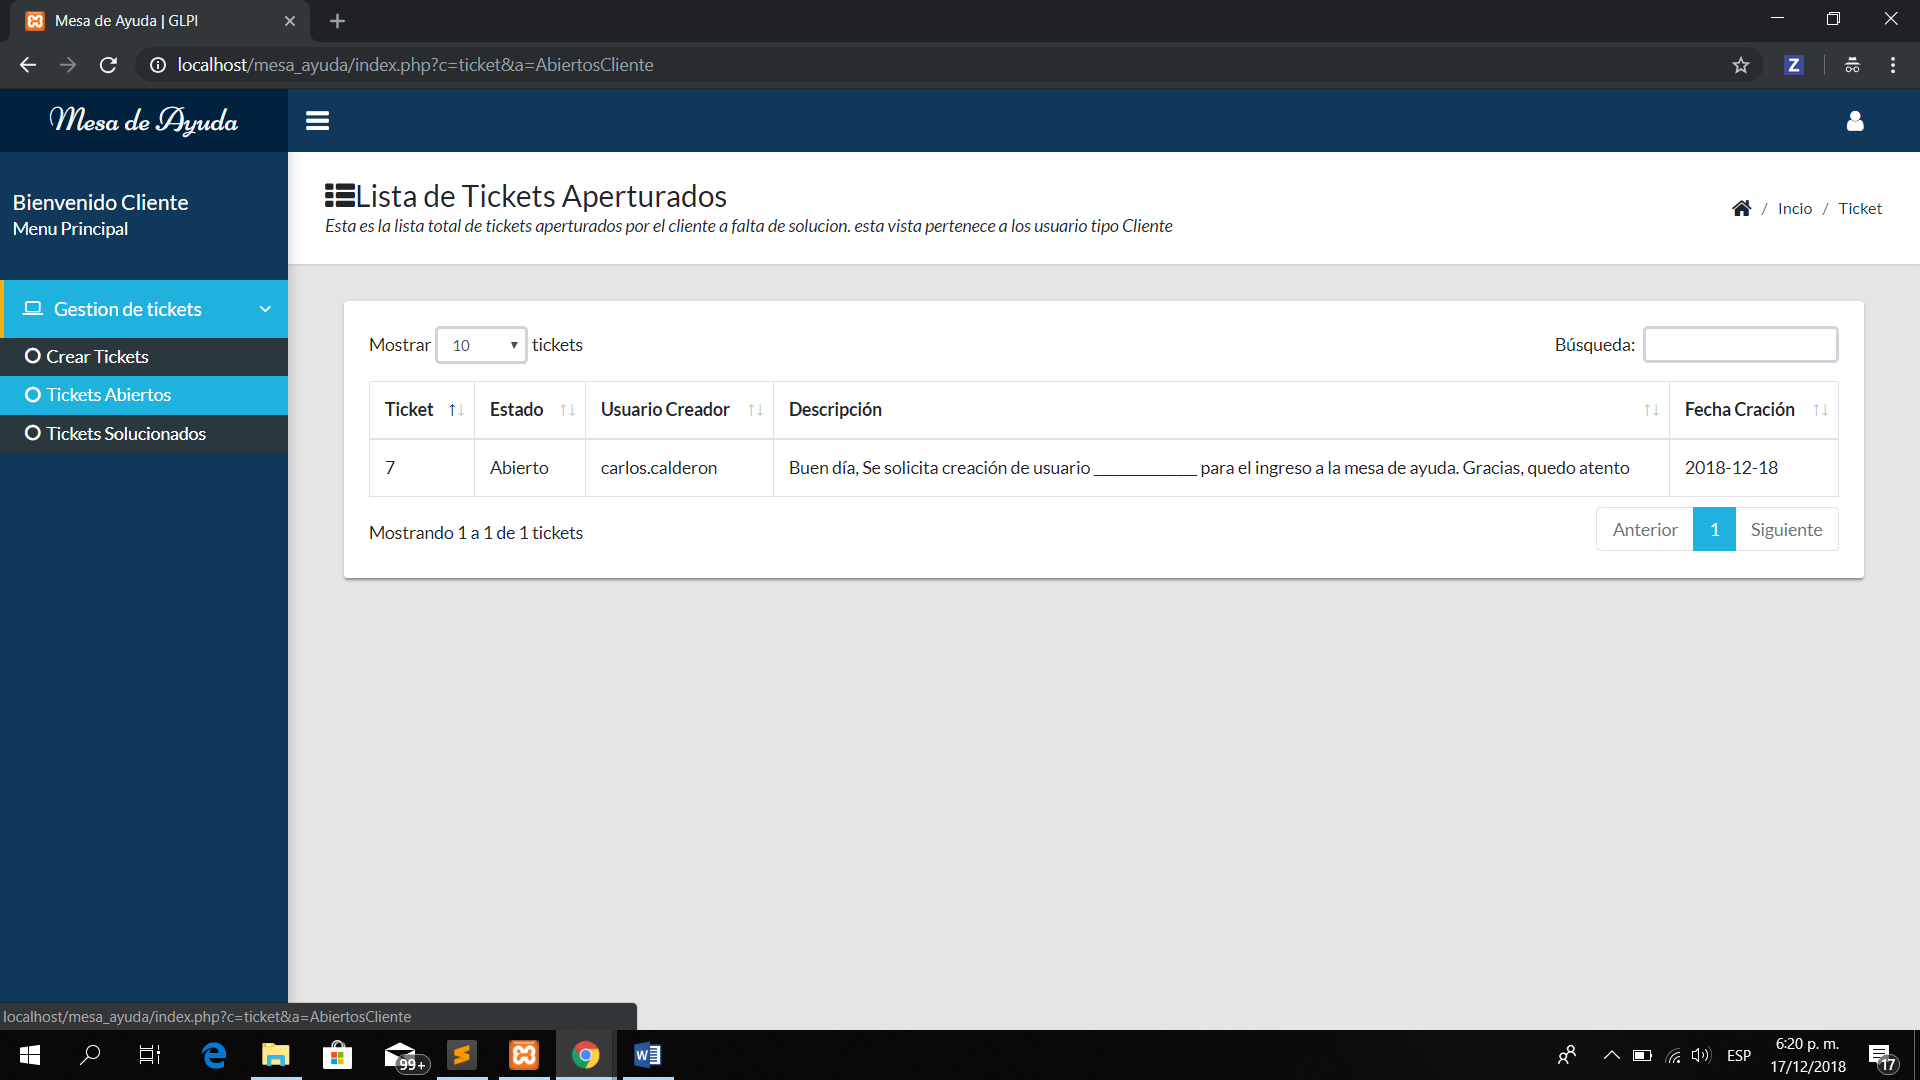 Mesa de Ayuda | GLPI
localhost/mesa_ayuda/index.php?c=ticket&a=AbiertosCliente
Z
Mesa de Ayuda
Bienvenido Cliente
Menu Principal
Gestion de tickets
Crear Tickets
Tickets Abiertos
Tickets Solucionados
Lista de Tickets Aperturados
Esta es la lista total de tickets aperturados por el cliente a falta de solucion. esta vista pertenece a los usuario tipo Cliente
/ Incio / Ticket
Mostrar 10 tickets
Búsqueda:
Ticket Estado Usuario Creador Descripción Fecha Cración
7 Abierto carlos.calderon Buen día, Se solicita creación de usuario ______________ para el ingreso a la mesa de ayuda. Gracias, quedo atento 2018-12-18
Mostrando 1 a 1 de 1 tickets
Anterior 1 Siguiente
localhost/mesa_ayuda/index.php?c=ticket&a=AbiertosCliente
99+
W
ESP
6:20 p. m.
17/12/2018
17